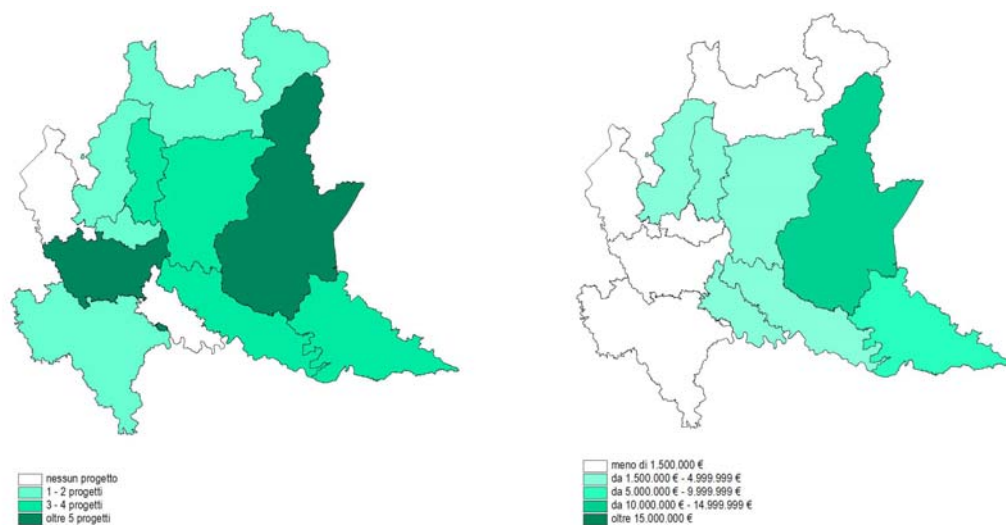 nessun progetto
1 - 2 progetti
3 - 4 progetti
oltre 5 progetti
meno di 1.500.000 €
da 1.500.000 € - 4.999.999 €
da 5.000.000 € - 9.999.999 €
da 10.000.000 € - 14.999.999 €
oltre 15.000.000 €